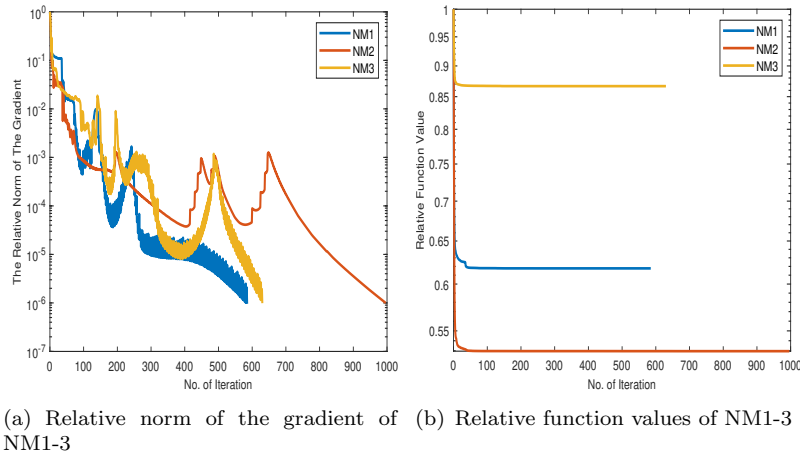 10^0
10^-1
10^-2
10^-3
10^-4
10^-5
10^-6
10^-7
The Relative Norm of The Gradient
0 100 200 300 400 500 600 700 800 900 1000
No. of Iteration
NM1
NM2
NM3
1
0.95
0.9
0.85
0.75
0.65
0.6
0.55
Relative Function Value
0 100 200 300 400 500 600 700 800 900 1000
No. of Iteration
NM1
NM2
NM3
(a) Relative norm of the gradient of
NM1-3
(b) Relative function values of NM1-3